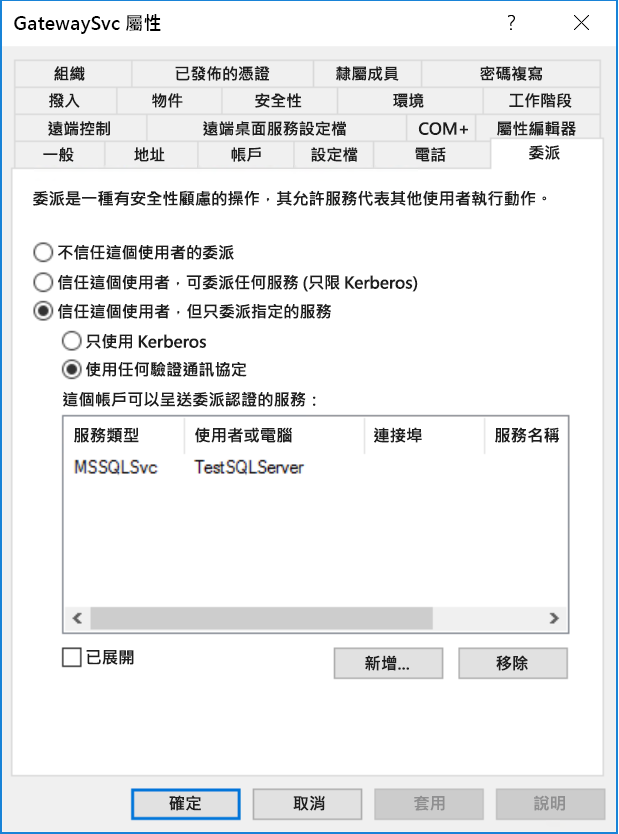 GatewaySvc 屬性 ?
組織 已發佈的憑證 隸屬成員 密碼複寫
撥入 物件 安全性 環境 工作階段
遠端控制 遠端桌面服務設定檔 COM+ 屬性編輯器
一般 地址 帳戶 設定檔 電話 委派
委派是一種有安全性顧慮的操作，其允許服務代表其他使用者執行動作。
不信任這個使用者的委派
信任這個使用者，可委派任何服務 (只限 Kerberos)
信任這個使用者，但只委派指定的服務
只使用 Kerberos
使用任何驗證通訊協定
這個帳戶可以呈送委派認證的服務：
服務類型 使用者或電腦 連接埠 服務名稱
MSSQLSvc TestSQLServer
已展開 新增... 移除
確定 取消 套用 說明